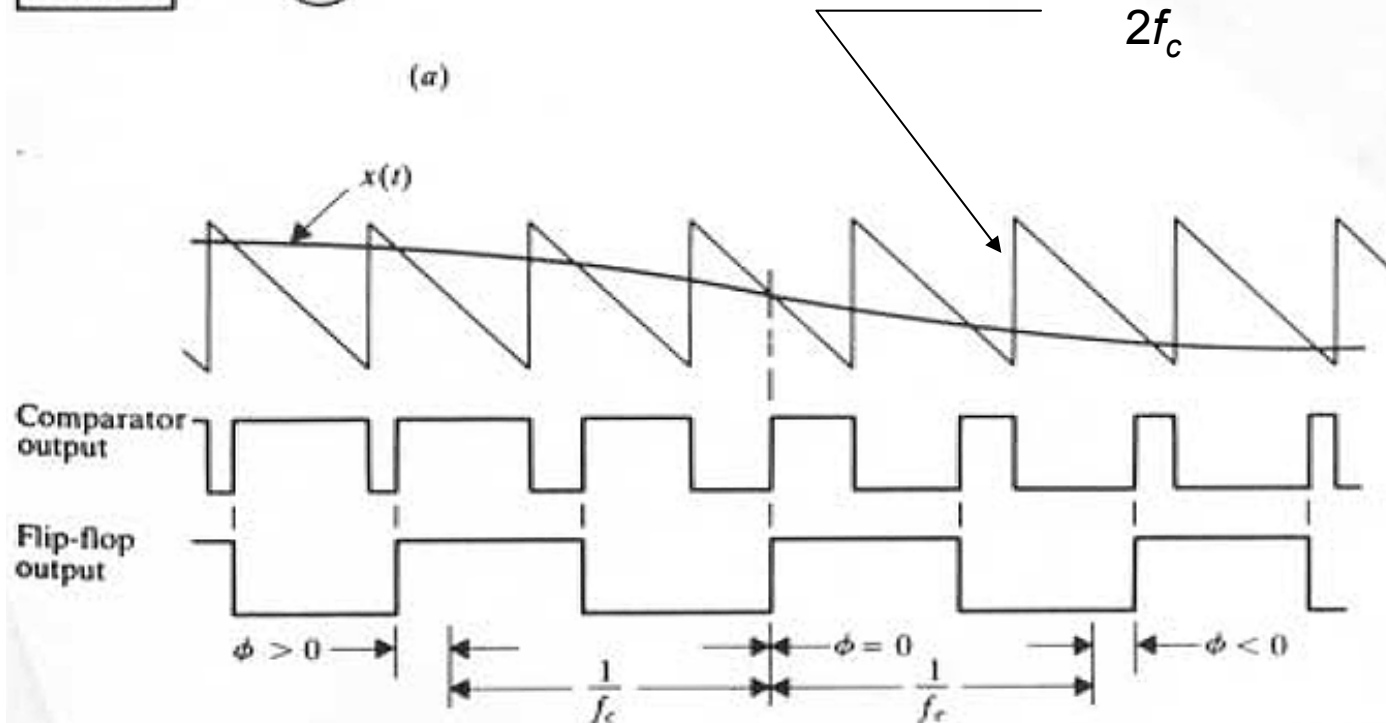 2f_c
(a)
x(t)
Comparator
output
Flip-flop
output
ϕ > 0
ϕ = 0
ϕ < 0
1
f_c
1
f_c